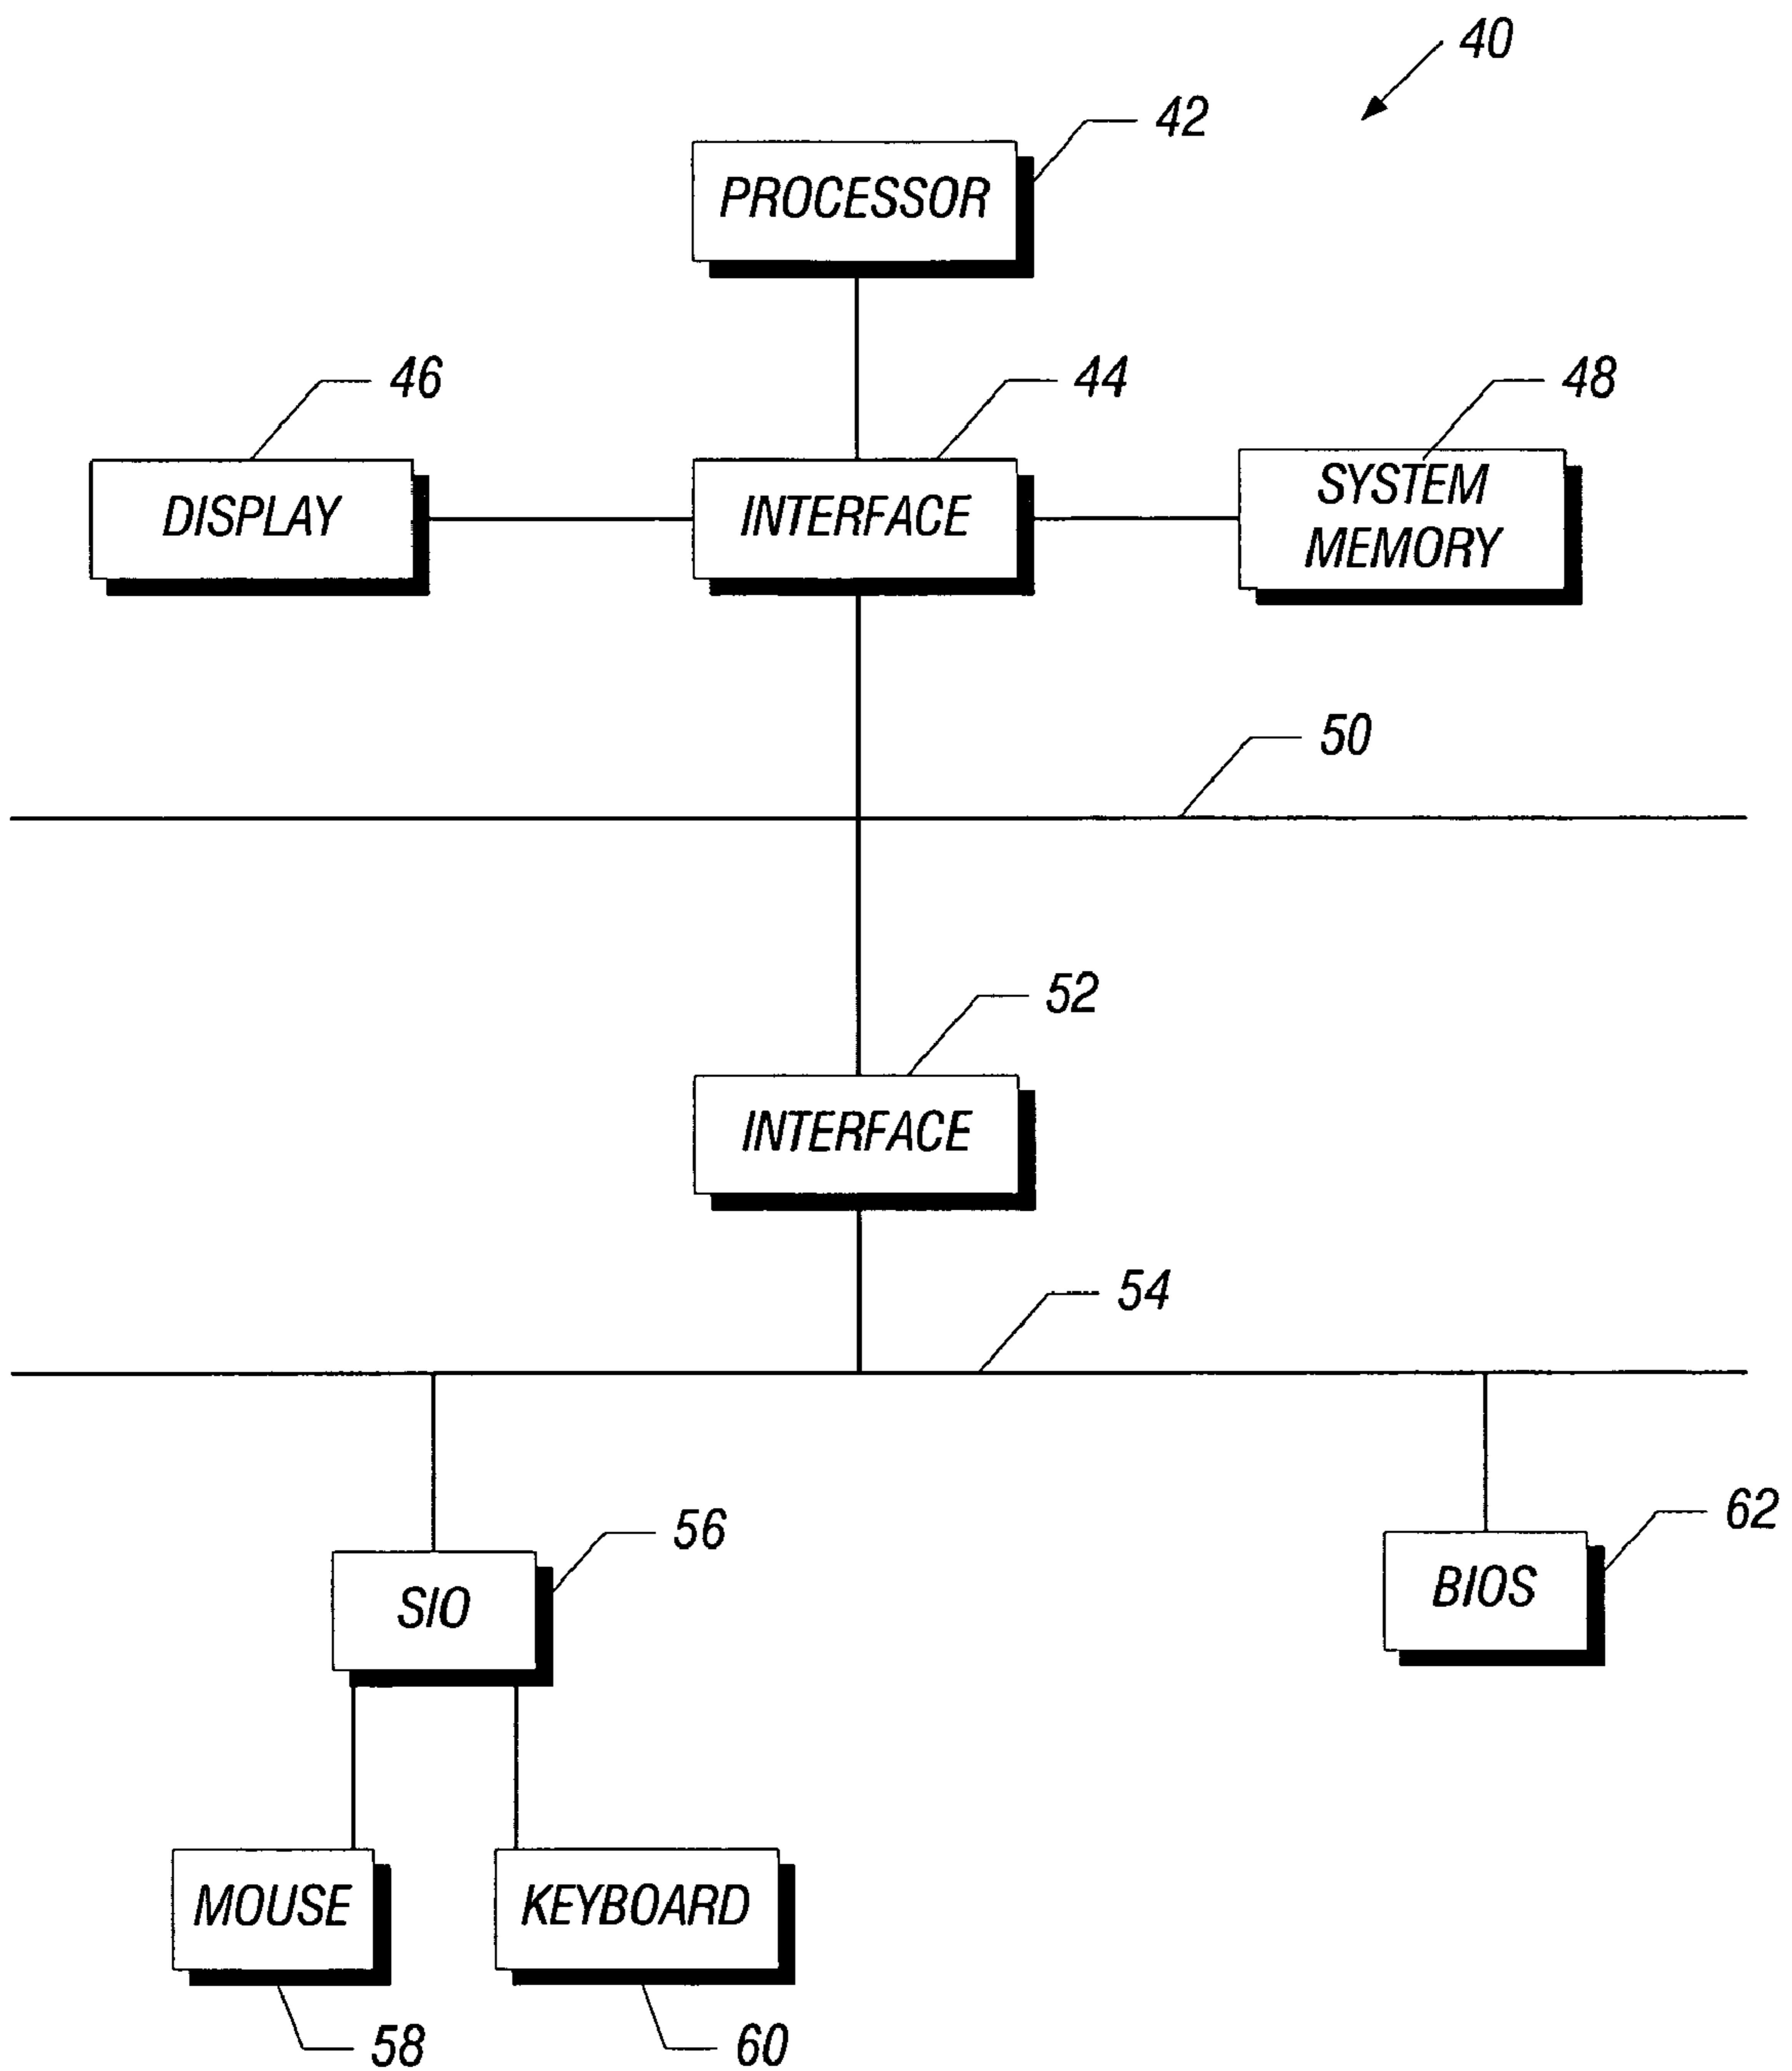 40
42
PROCESSOR
46
44
48
DISPLAY
INTERFACE
SYSTEM
MEMORY
50
52
INTERFACE
54
56
62
SIO
BIOS
MOUSE
KEYBOARD
58
60